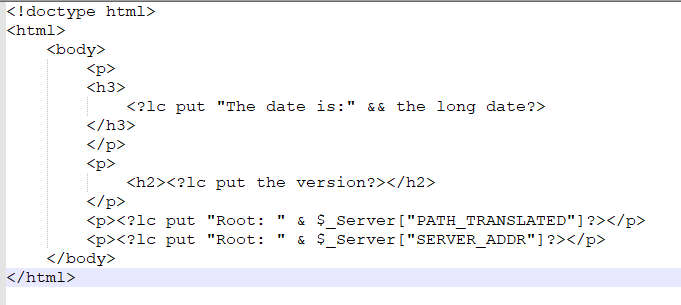 <!doctype html>
<html>
<body>
<p>
<h3>
<?lc put "The date is:" && the long date?>
</h3>
</p>
<p>
<h2><?lc put the version?></h2>
</p>
<p><?lc put "Root: " & $_Server["PATH_TRANSLATED"]?></p>
<p><?lc put "Root: " & $_Server["SERVER_ADDR"]?></p>
</body>
</html>